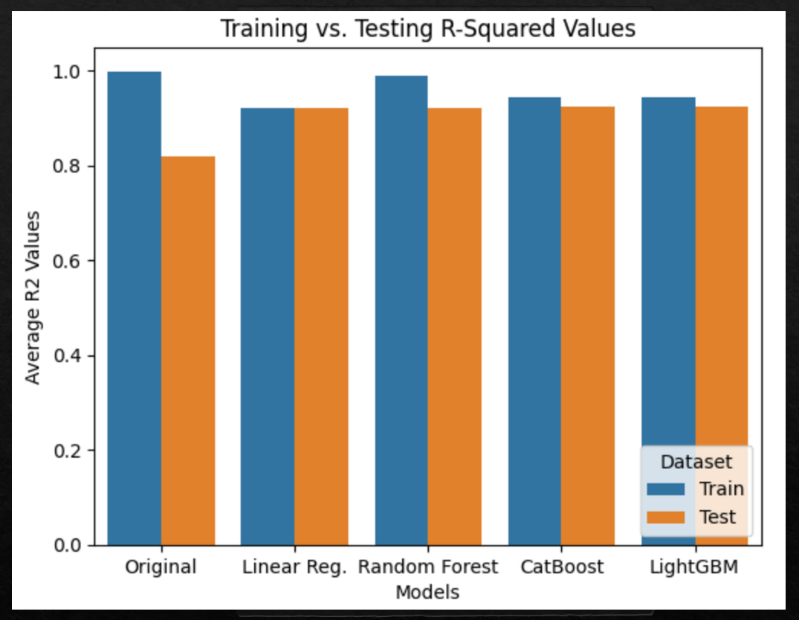 Training vs. Testing R-Squared Values
Average R2 Values
1.0
0.8
0.6
0.4
0.2
0.0
Dataset
Train
Test
Original Linear Reg. Random Forest CatBoost LightGBM
Models